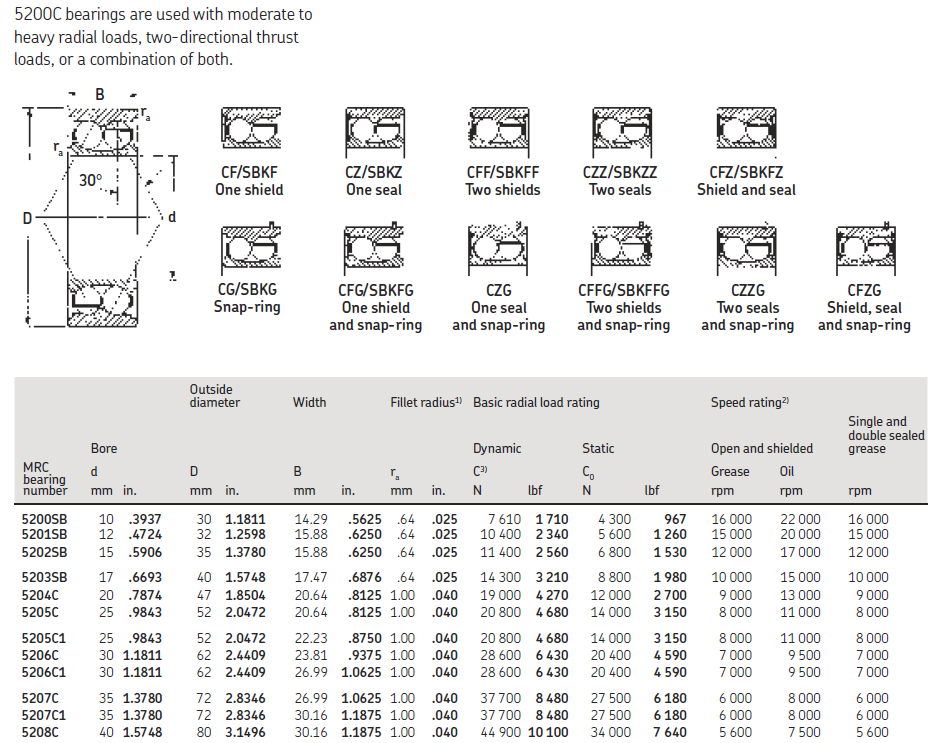 5200C bearings are used with moderate to
heavy radial loads, two-directional thrust
loads, or a combination of both.
B
ra
ra
30°
D
d
CF/SBKF
One shield
CZ/SBKZ
One seal
CFF/SBKFF
Two shields
CZZ/SBKZZ
Two seals
CFZ/SBKFZ
Shield and seal
CG/SBKG
Snap-ring
CFG/SBKFG
One shield
and snap-ring
CZG
One seal
and snap-ring
CFFG/SBKFFG
Two shields
and snap-ring
CZZG
Two seals
and snap-ring
CFZG
Shield, seal
and snap-ring
Outside
diameter Width Fillet radius1) Basic radial load rating Speed rating2)
Single and
double sealed
Bore Dynamic Static Open and shielded grease
MRC
bearing d D B ra C3) C0 Grease Oil
number mm in. mm in. mm in. mm in. N lbf N lbf rpm rpm rpm
5200SB 10 .3937 30 1.1811 14.29 .5625 .64 .025 7 610 1 710 4 300 967 16 000 22 000 16 000
5201SB 12 .4724 32 1.2598 15.88 .6250 .64 .025 10 400 2 340 5 600 1 260 15 000 20 000 15 000
5202SB 15 .5906 35 1.3780 15.88 .6250 .64 .025 11 400 2 560 6 800 1 530 12 000 17 000 12 000
5203SB 17 .6693 40 1.5748 17.47 .6876 .64 .025 14 300 3 210 8 800 1 980 10 000 15 000 10 000
5204C 20 .7874 47 1.8504 20.64 .8125 1.00 .040 19 000 4 270 12 000 2 700 9 000 13 000 9 000
5205C 25 .9843 52 2.0472 20.64 .8125 1.00 .040 20 800 4 680 14 000 3 150 8 000 11 000 8 000
5205C1 25 .9843 52 2.0472 22.23 .8750 1.00 .040 20 800 4 680 14 000 3 150 8 000 11 000 8 000
5206C 30 1.1811 62 2.4409 23.81 .9375 1.00 .040 28 600 6 430 20 400 4 590 7 000 9 500 7 000
5206C1 30 1.1811 62 2.4409 26.99 1.0625 1.00 .040 28 600 6 430 20 400 4 590 7 000 9 500 7 000
5207C 35 1.3780 72 2.8346 26.99 1.0625 1.00 .040 37 700 8 480 27 500 6 180 6 000 8 000 6 000
5207C1 35 1.3780 72 2.8346 30.16 1.1875 1.00 .040 37 700 8 480 27 500 6 180 6 000 8 000 6 000
5208C 40 1.5748 80 3.1496 30.16 1.1875 1.00 .040 44 900 10 100 34 000 7 640 5 600 7 500 5 600